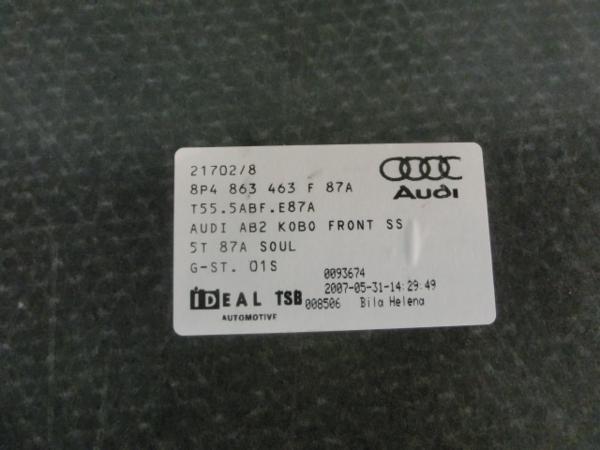 21702/8
8P4 863 463 F 87A
Audi
T55.5ABF.E87A
AUDI AB2 KOBO FRONT SS
5T 87A SOUL
G-ST. 01S
0093674
2007-05-31-14:29:49
IDEAL TSB
AUTOMOTIVE
008506 Bila Helena